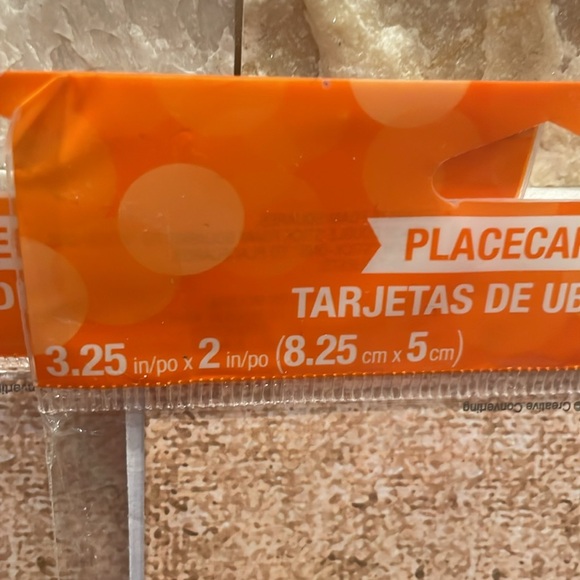 PLACECAR
TARJETAS DE UB
3.25 in/po x 2 in/po (8.25 cm x 5 cm)
Creative Converting